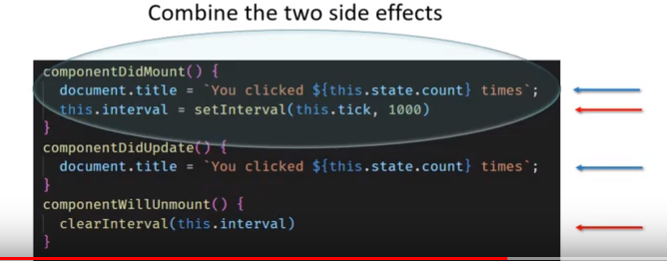 Combine the two side effects
componentDidMount() {
document.title = `You clicked ${this.state.count} times`;
this.interval = setInterval(this.tick, 1000)
}
componentDidUpdate() {
document.title = `You clicked ${this.state.count} times`;
}
componentWillUnmount() {
clearInterval(this.interval)
}